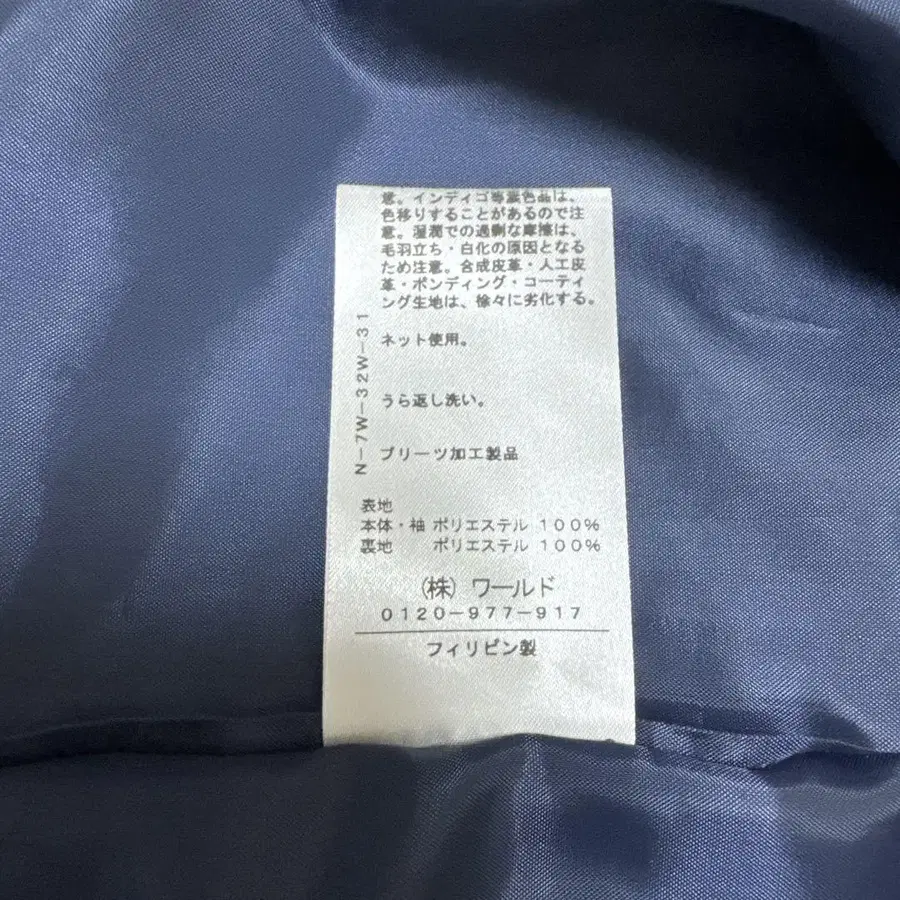 意。インディゴ等濃色品は、
色移りすることがあるので注
意。湿潤での過剰な摩擦は、
毛羽立ち・白化の原因となる
ため注意。合成皮革・人工皮
革・ボンディング・コーティ
ング生地は、徐々に劣化する。
N-7W-32W-31
ネット使用。
うら返し洗い。
プリーツ加工製品
表地
本体・袖 ポリエステル 100%
裏地 ポリエステル 100%
(株) ワールド
0120-977-917
フィリピン製